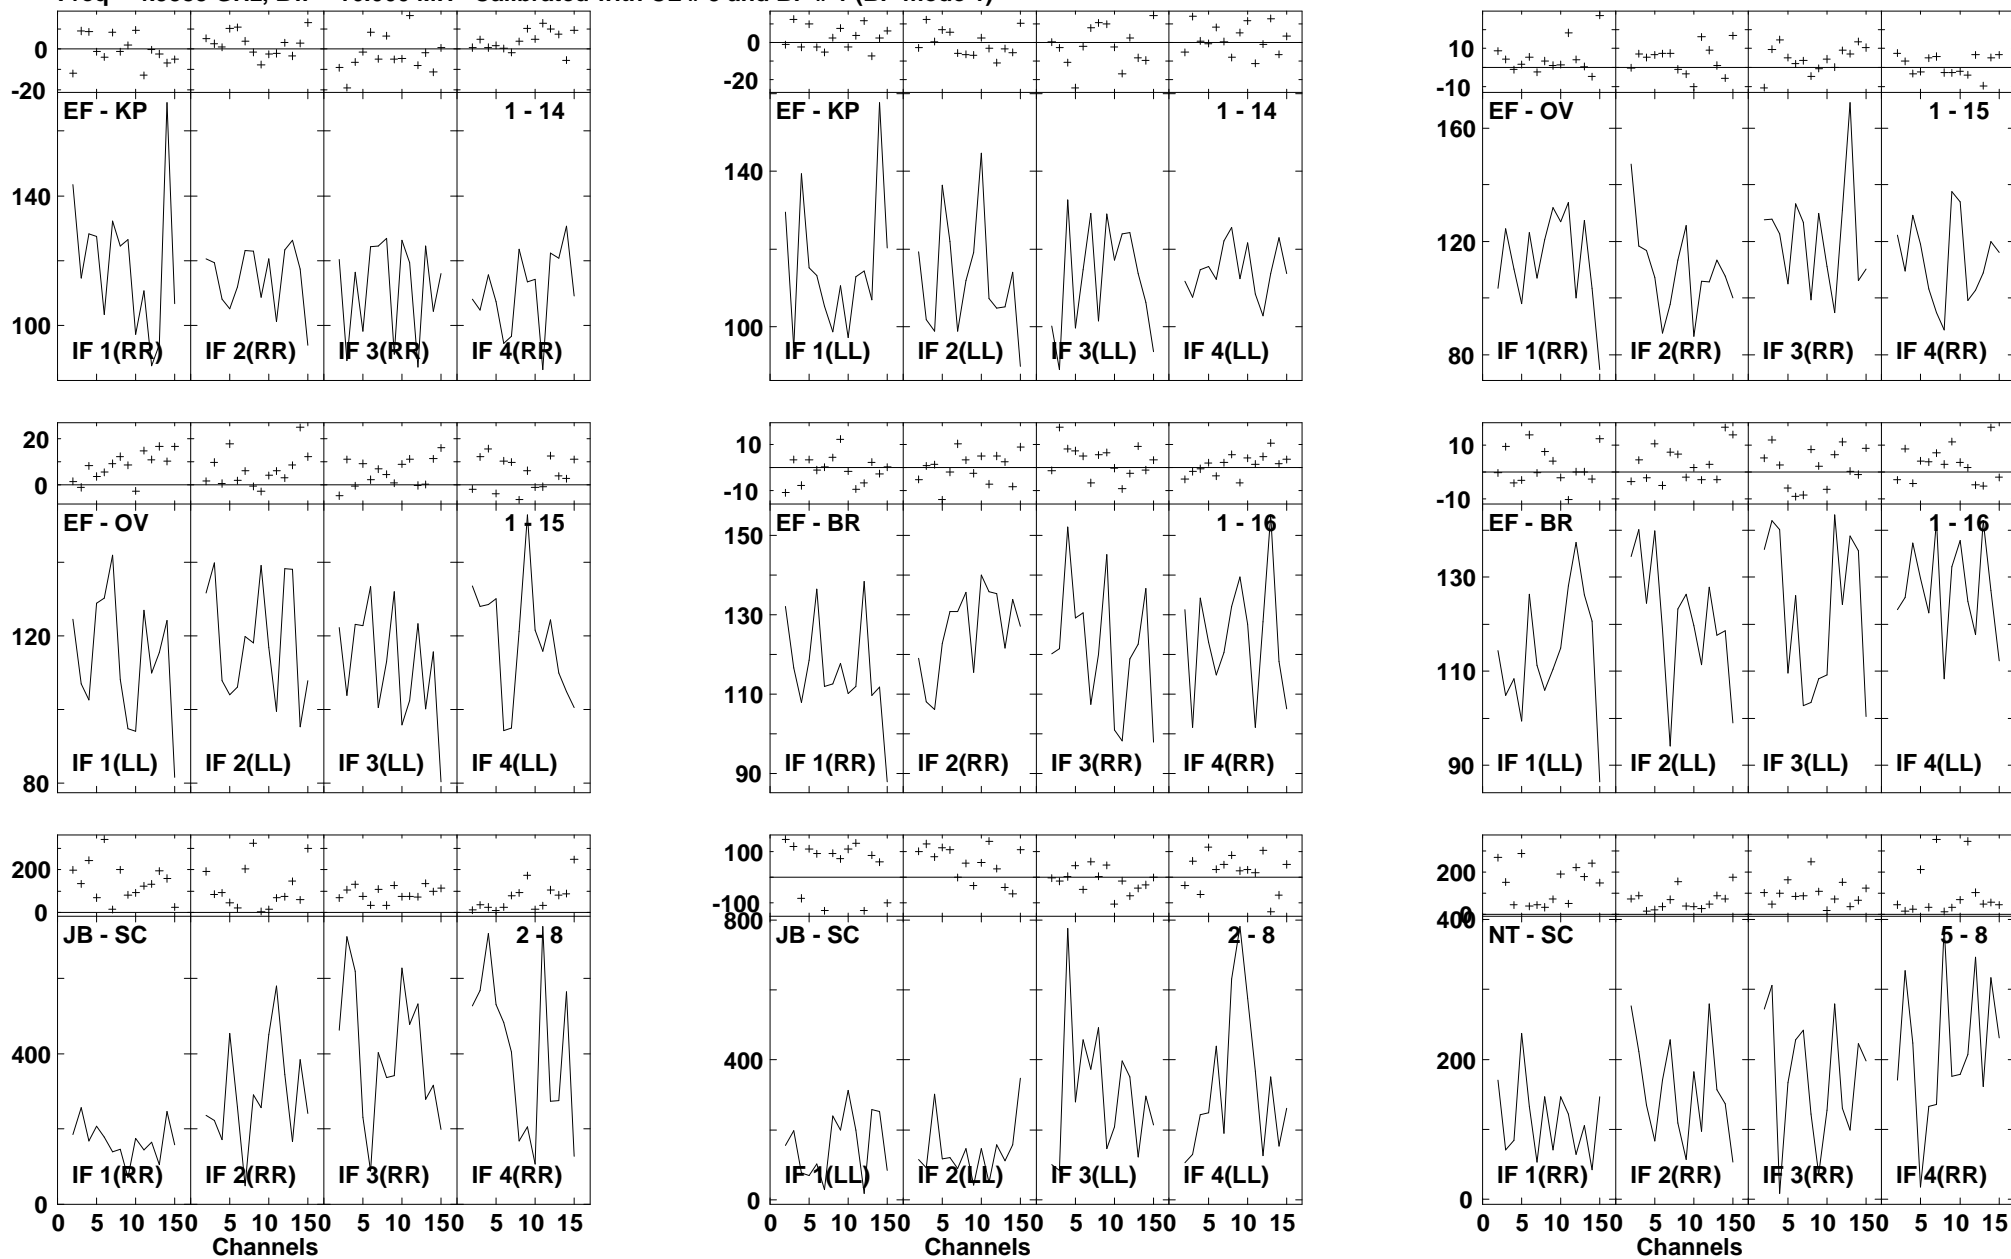 0
-20
EF - KP 1 - 14
140
100
IF 1(RR) IF 2(RR) IF 3(RR) IF 4(RR)
0
-20
EF - KP 1 - 14
140
100
IF 1(LL) IF 2(LL) IF 3(LL) IF 4(LL)
10
-10
EF - OV 1 - 15
160
120
80
IF 1(RR) IF 2(RR) IF 3(RR) IF 4(RR)
20
0
EF - OV 1 - 15
120
80
IF 1(LL) IF 2(LL) IF 3(LL) IF 4(LL)
10
-10
EF - BR 1 - 16
150
130
110
90
IF 1(RR) IF 2(RR) IF 3(RR) IF 4(RR)
10
-10
EF - BR 1 - 16
130
110
90
IF 1(LL) IF 2(LL) IF 3(LL) IF 4(LL)
200
0
JB - SC 2 - 8
400
0
IF 1(RR) IF 2(RR) IF 3(RR) IF 4(RR)
0 5 10 150 5 10 150 5 10 150 5 10 15
Channels
100
-100
800
JB - SC 2 - 8
400
0
IF 1(LL) IF 2(LL) IF 3(LL) IF 4(LL)
0 5 10 150 5 10 150 5 10 150 5 10 15
Channels
200
0
400
NT - SC 5 - 8
200
0
IF 1(RR) IF 2(RR) IF 3(RR) IF 4(RR)
0 5 10 150 5 10 150 5 10 150 5 10 15